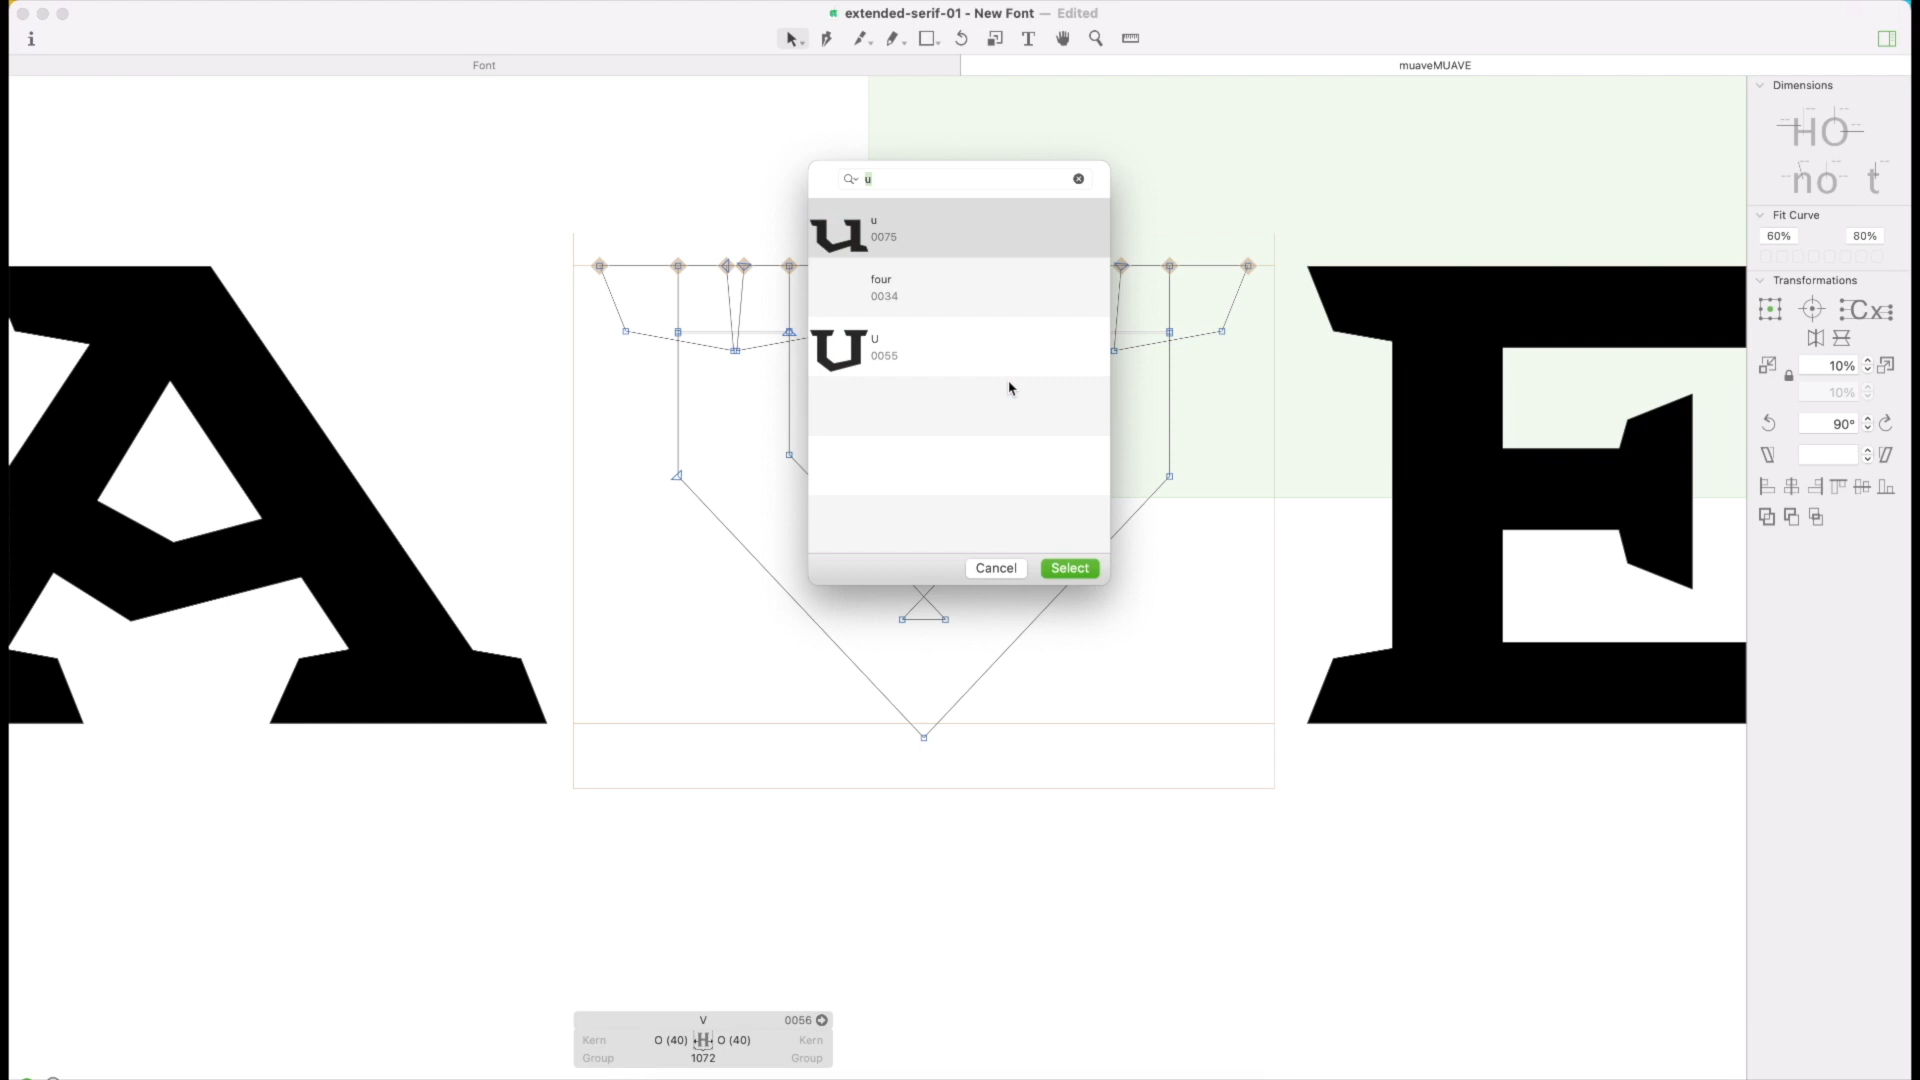 extended-serif-01 - New Font — Edited
Font
muaveMUAVE
Dimensions
HO
no t
Fit Curve
60% 80%
Transformations
Cx
10%
10%
90°
u
u
0075
four
0034
U
0055
Cancel Select
A
E
V 0056
Kern O (40) H O (40) Kern
Group 1072 Group